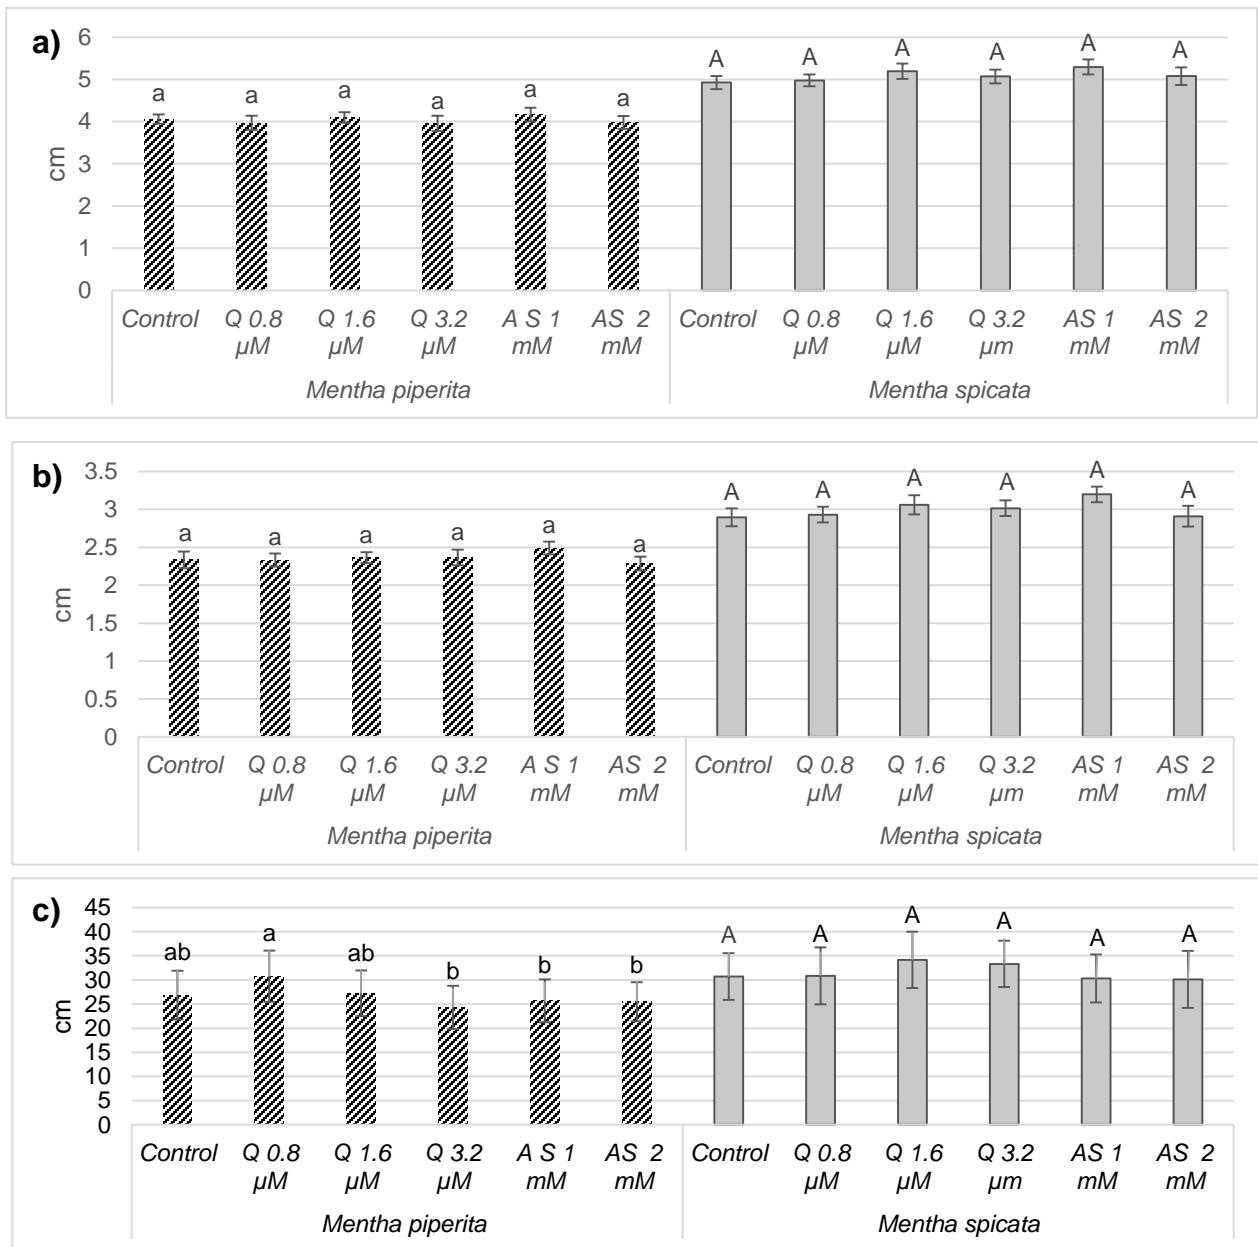 a)
6
5
4
3
2
1
0
cm
a a a a a a A A A A A A
Control Q 0.8 Q 1.6 Q 3.2 A S 1 AS 2 Control Q 0.8 Q 1.6 Q 3.2 AS 1 AS 2
µM µM µM mM mM µM µM µm mM mM
Mentha piperita Mentha spicata
b)
3.5
3
2.5
2
1.5
1
0.5
0
cm
a a a a a a A A A A A A
Control Q 0.8 Q 1.6 Q 3.2 A S 1 AS 2 Control Q 0.8 Q 1.6 Q 3.2 AS 1 AS 2
µM µM µM mM mM µM µM µm mM mM
Mentha piperita Mentha spicata
c)
45
40
35
30
25
20
15
10
5
0
cm
ab a ab b b b A A A A A A
Control Q 0.8 Q 1.6 Q 3.2 A S 1 AS 2 Control Q 0.8 Q 1.6 Q 3.2 AS 1 AS 2
µM µM µM mM mM µM µM µm mM mM
Mentha piperita Mentha spicata